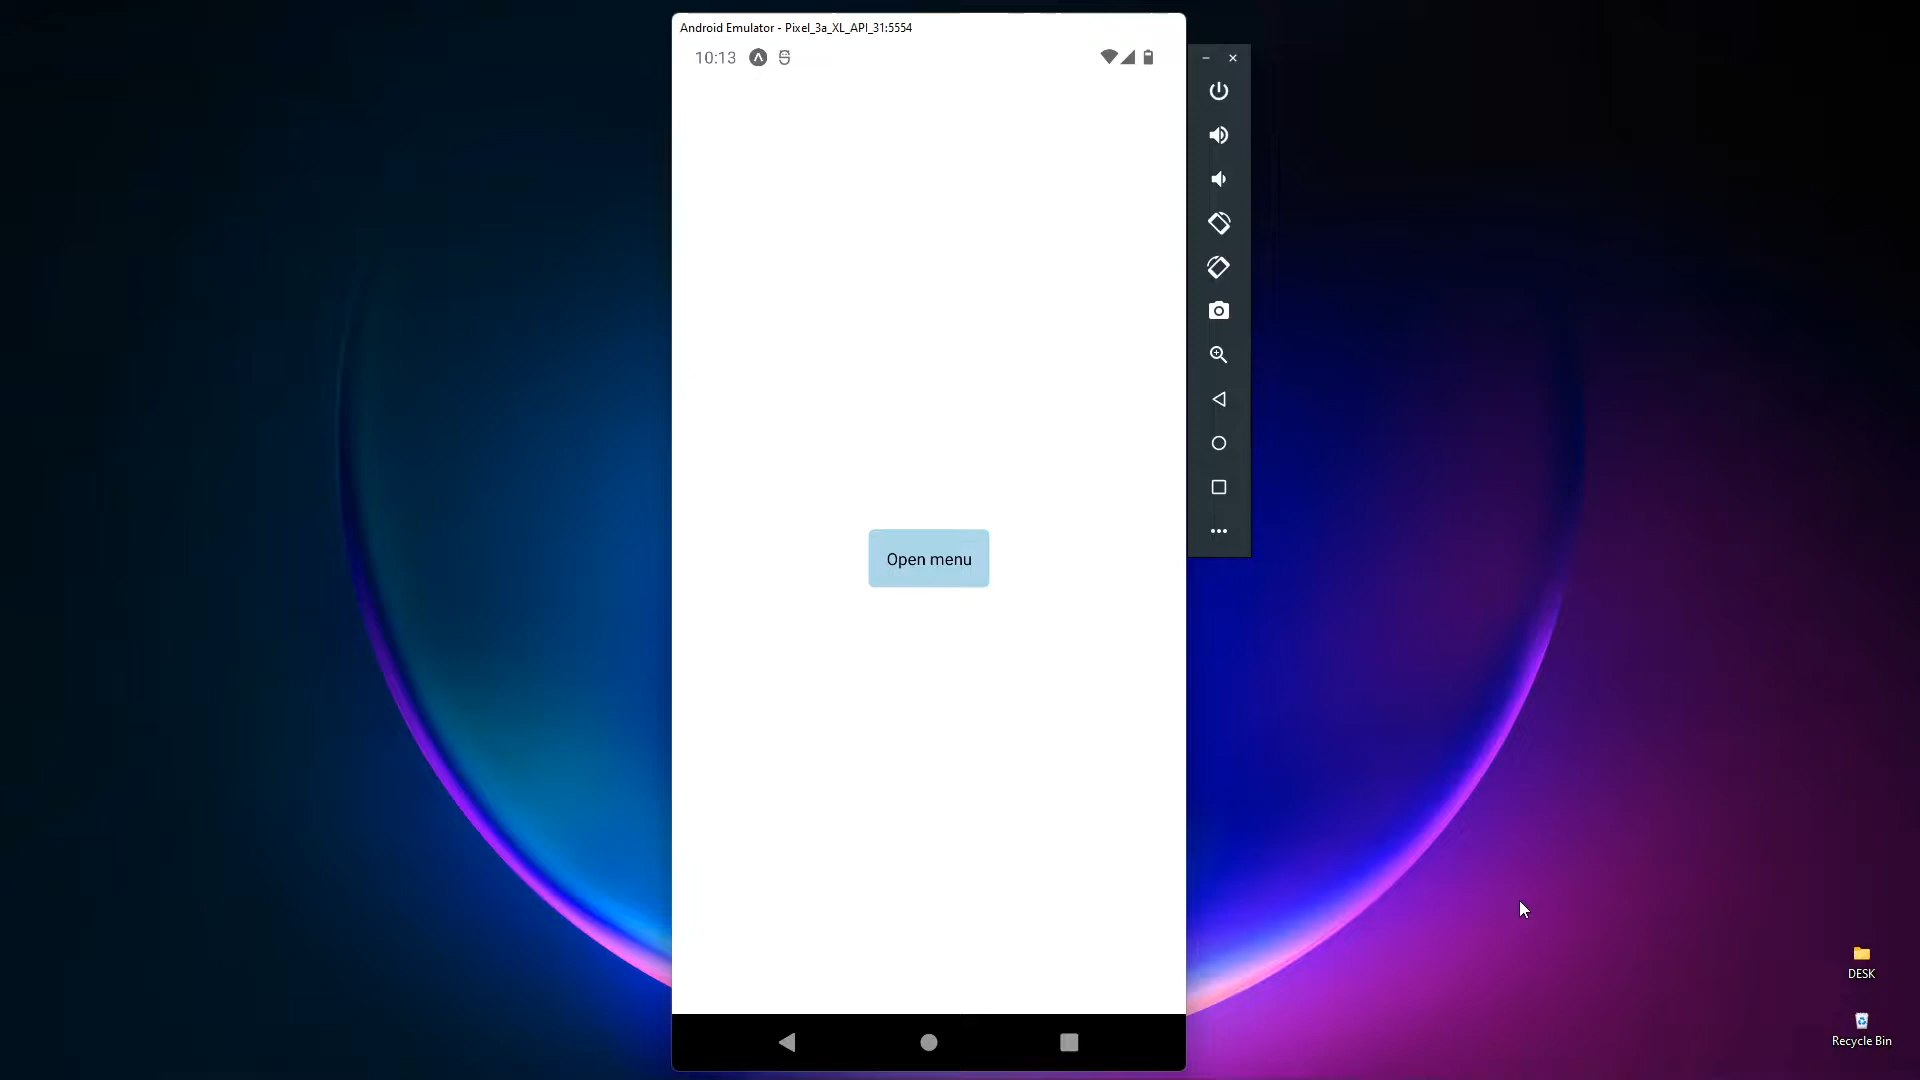 Android Emulator - Pixel_3a_XL_API_31:5554
10:13
Open menu
DESK
Recycle Bin